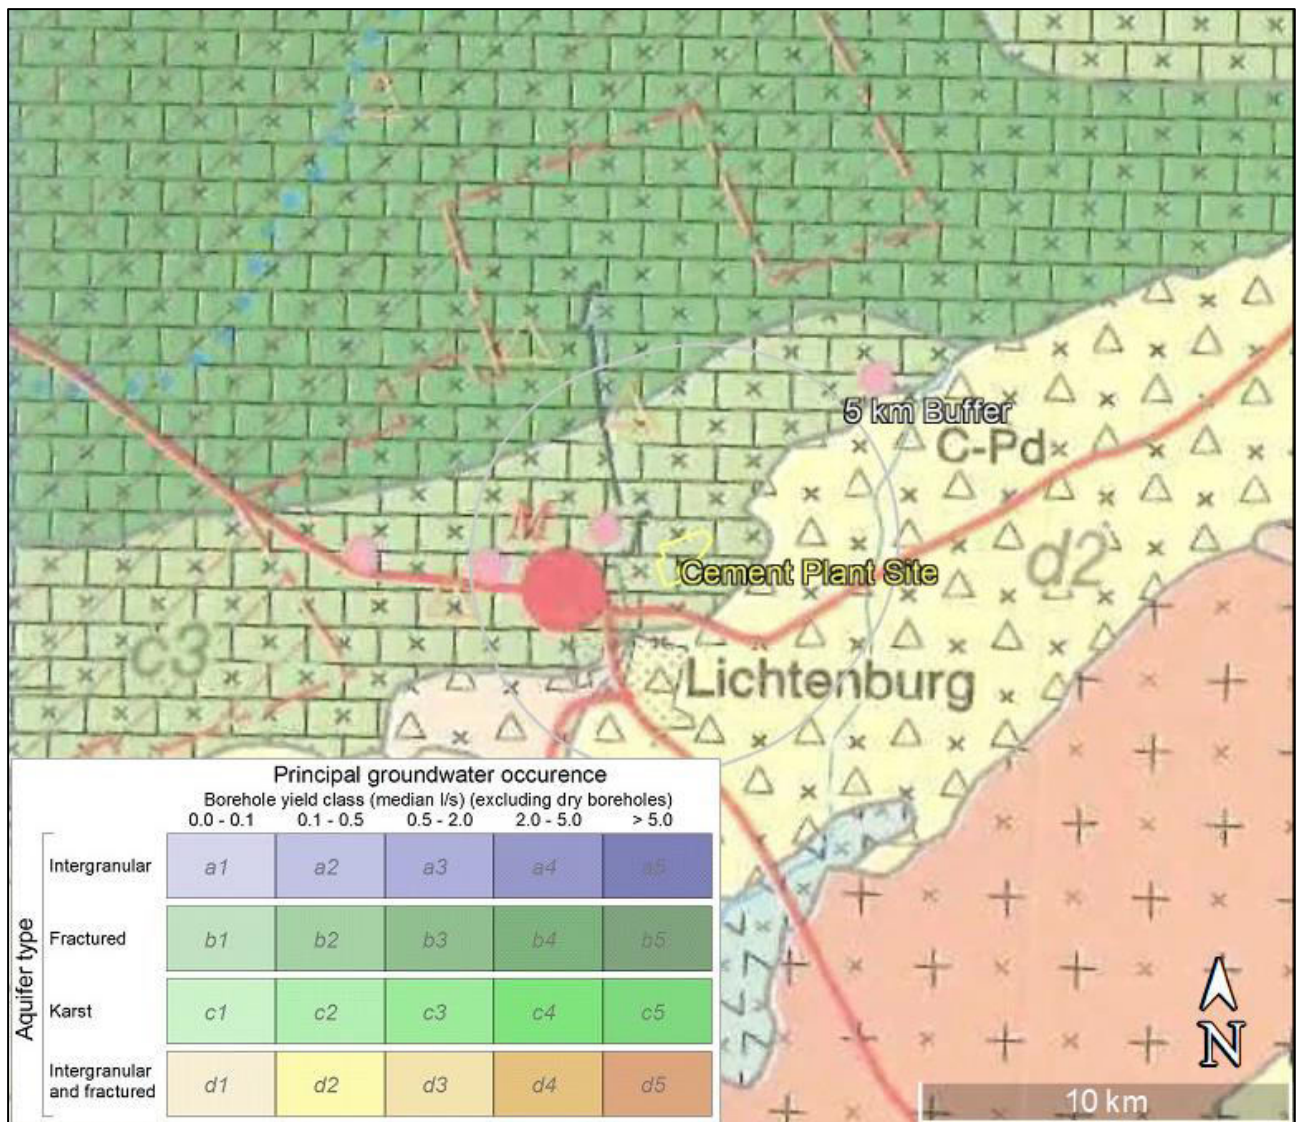 M
5 km Buffer
C-Pd
Cement Plant Site
d2
c3
Lichtenburg
Principal groundwater occurence
Borehole yield class (median l/s) (excluding dry boreholes)
0.0 - 0.1 0.1 - 0.5 0.5 - 2.0 2.0 - 5.0 > 5.0
Aquifer type
Intergranular a1 a2 a3 a4 a5
Fractured b1 b2 b3 b4 b5
Karst c1 c2 c3 c4 c5
Intergranular
and fractured d1 d2 d3 d4 d5
N
10 km